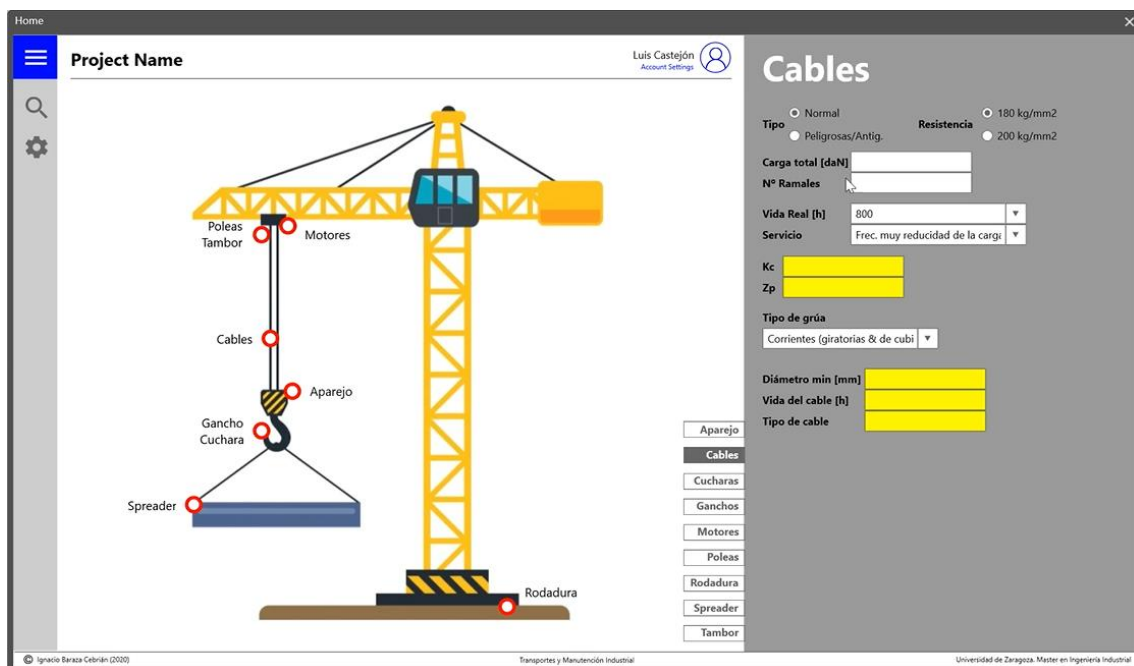 Home
Project Name
Luis Castejón
Account Settings
Poleas
Tambor
Motores
Cables
Aparejo
Gancho
Cuchara
Spreader
Rodadura
Aparejo
Cables
Cucharas
Ganchos
Motores
Poleas
Rodadura
Spreader
Tambor
Cables
Tipo
Normal
Peligrosas/Antig.
Resistencia
180 kg/mm2
200 kg/mm2
Carga total [daN]
Nº Ramales
Vida Real [h] 800
Servicio Frec. muy reducidad de la carga
Kc
Zp
Tipo de grúa
Corrientes (giratorias & de cubi
Diámetro min [mm]
Vida del cable [h]
Tipo de cable
© Ignacio Baraza Cebrián (2020)
Transportes y Manutención Industrial
Universidad de Zaragoza. Master en Ingeniería Industrial